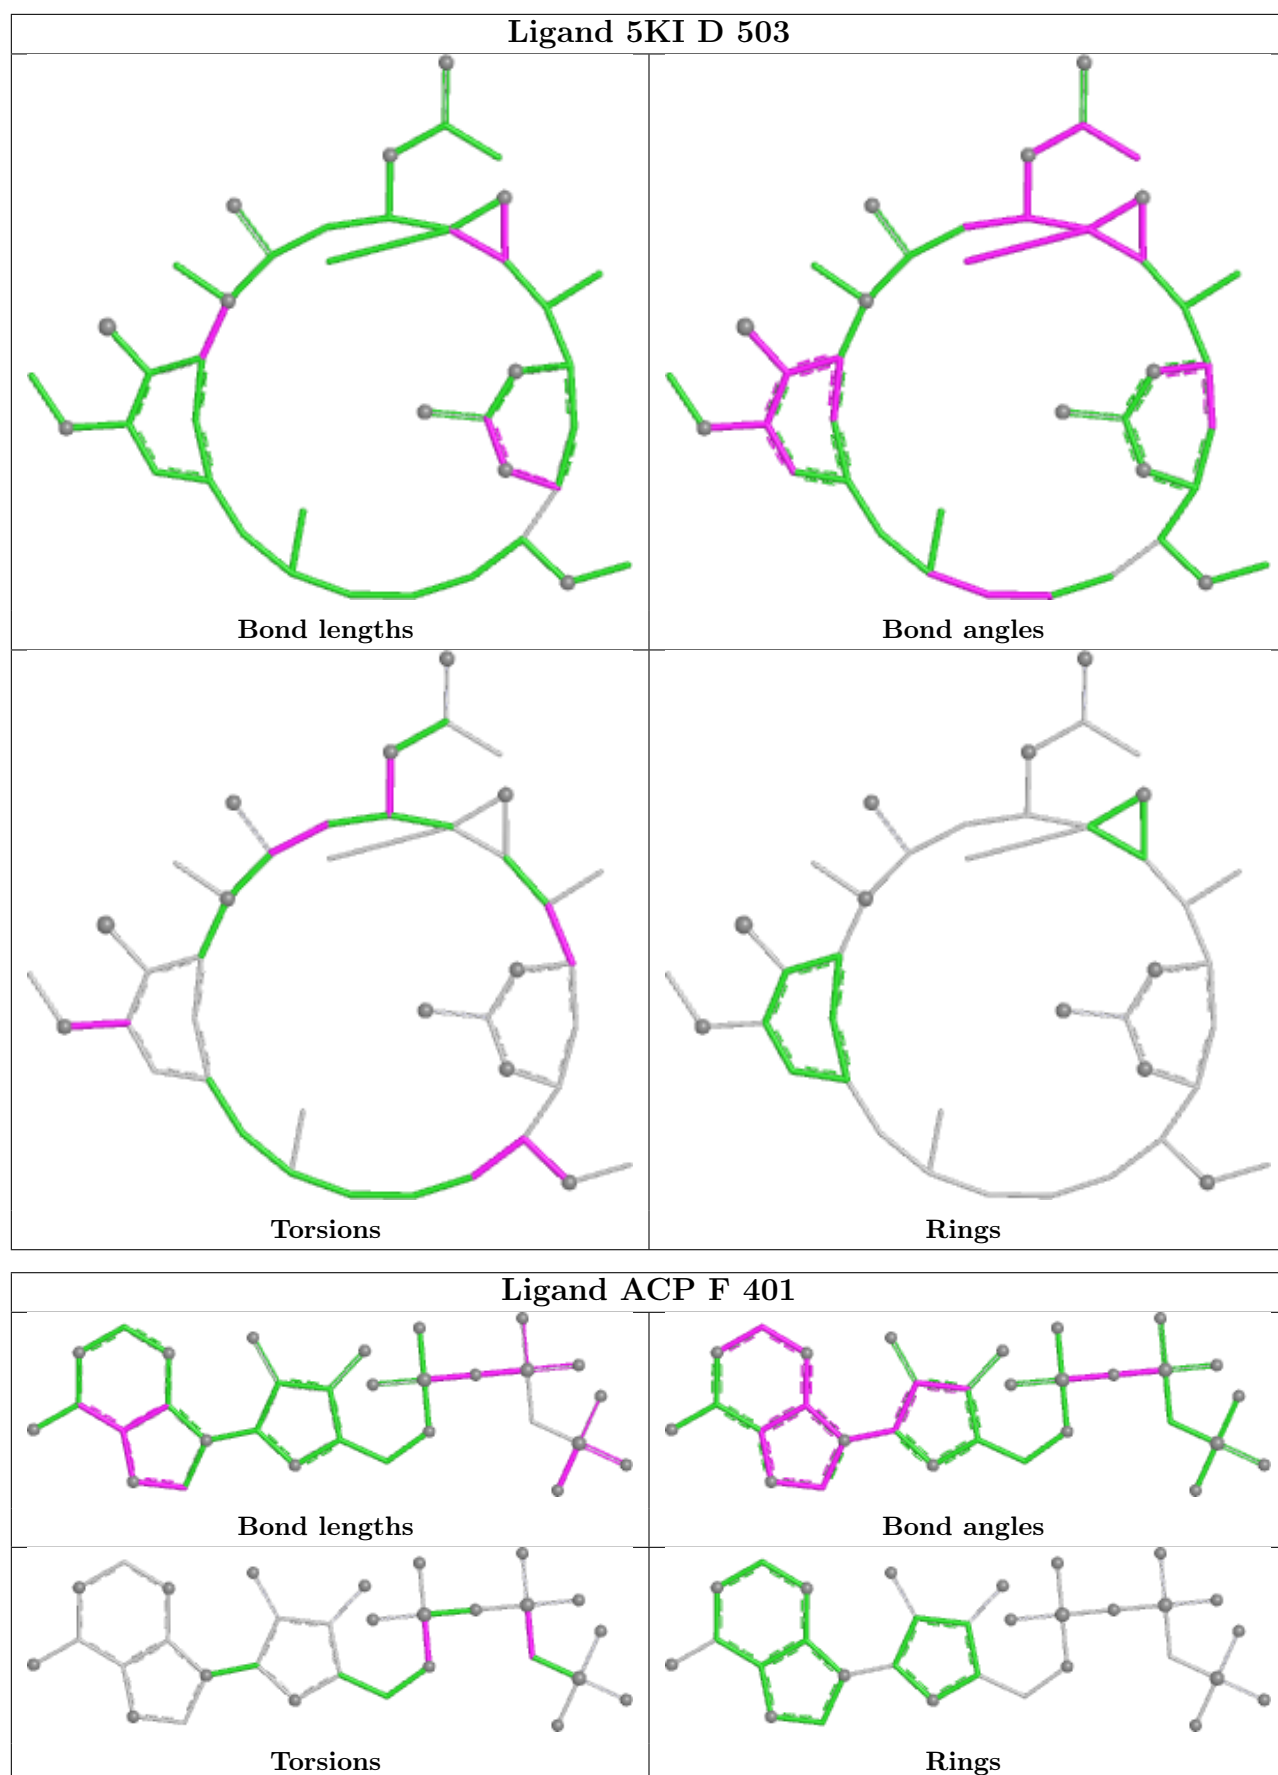 Ligand 5KI D 503
Bond lengths
Bond angles
Torsions
Rings
Ligand ACP F 401
Bond lengths
Bond angles
Torsions
Rings